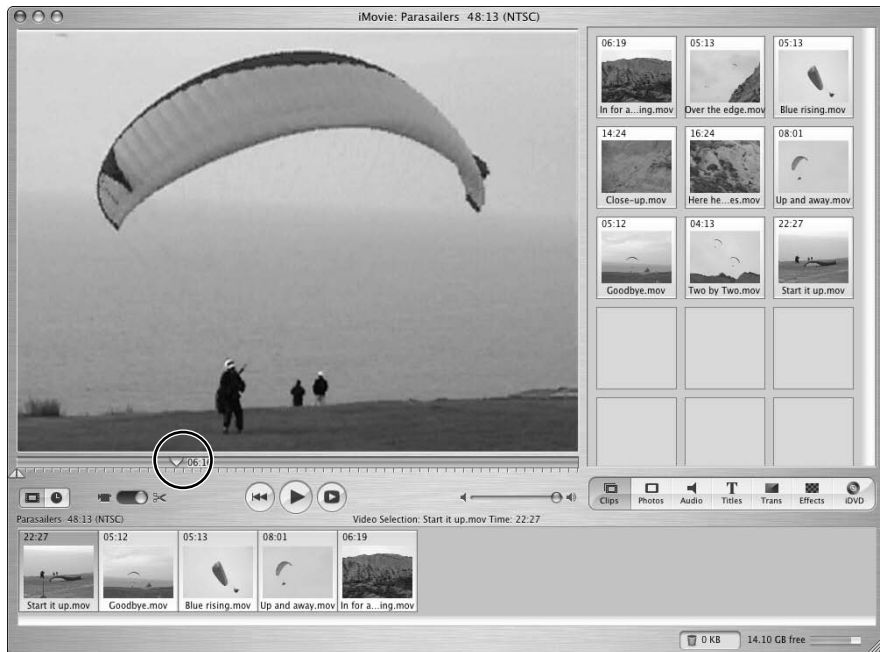 iMovie: Parasailers 48:13 (NTSC)
06:19 05:13 05:13
In for a...ing.mov Over the edge.mov Blue rising.mov
14:24 16:24 08:01
Close-up.mov Here he...es.mov Up and away.mov
05:12 04:13 22:27
Goodbye.mov Two by Two.mov Start it up.mov
Clips Photos Audio Titles Trans Effects iDVD
Parasailers 48:13 (NTSC) Video Selection: Start it up.mov Time: 22:27
22:27 05:12 05:13 08:01 06:19
Start it up.mov Goodbye.mov Blue rising.mov Up and away.mov In for a...ing.mov
0 KB 14.10 GB free